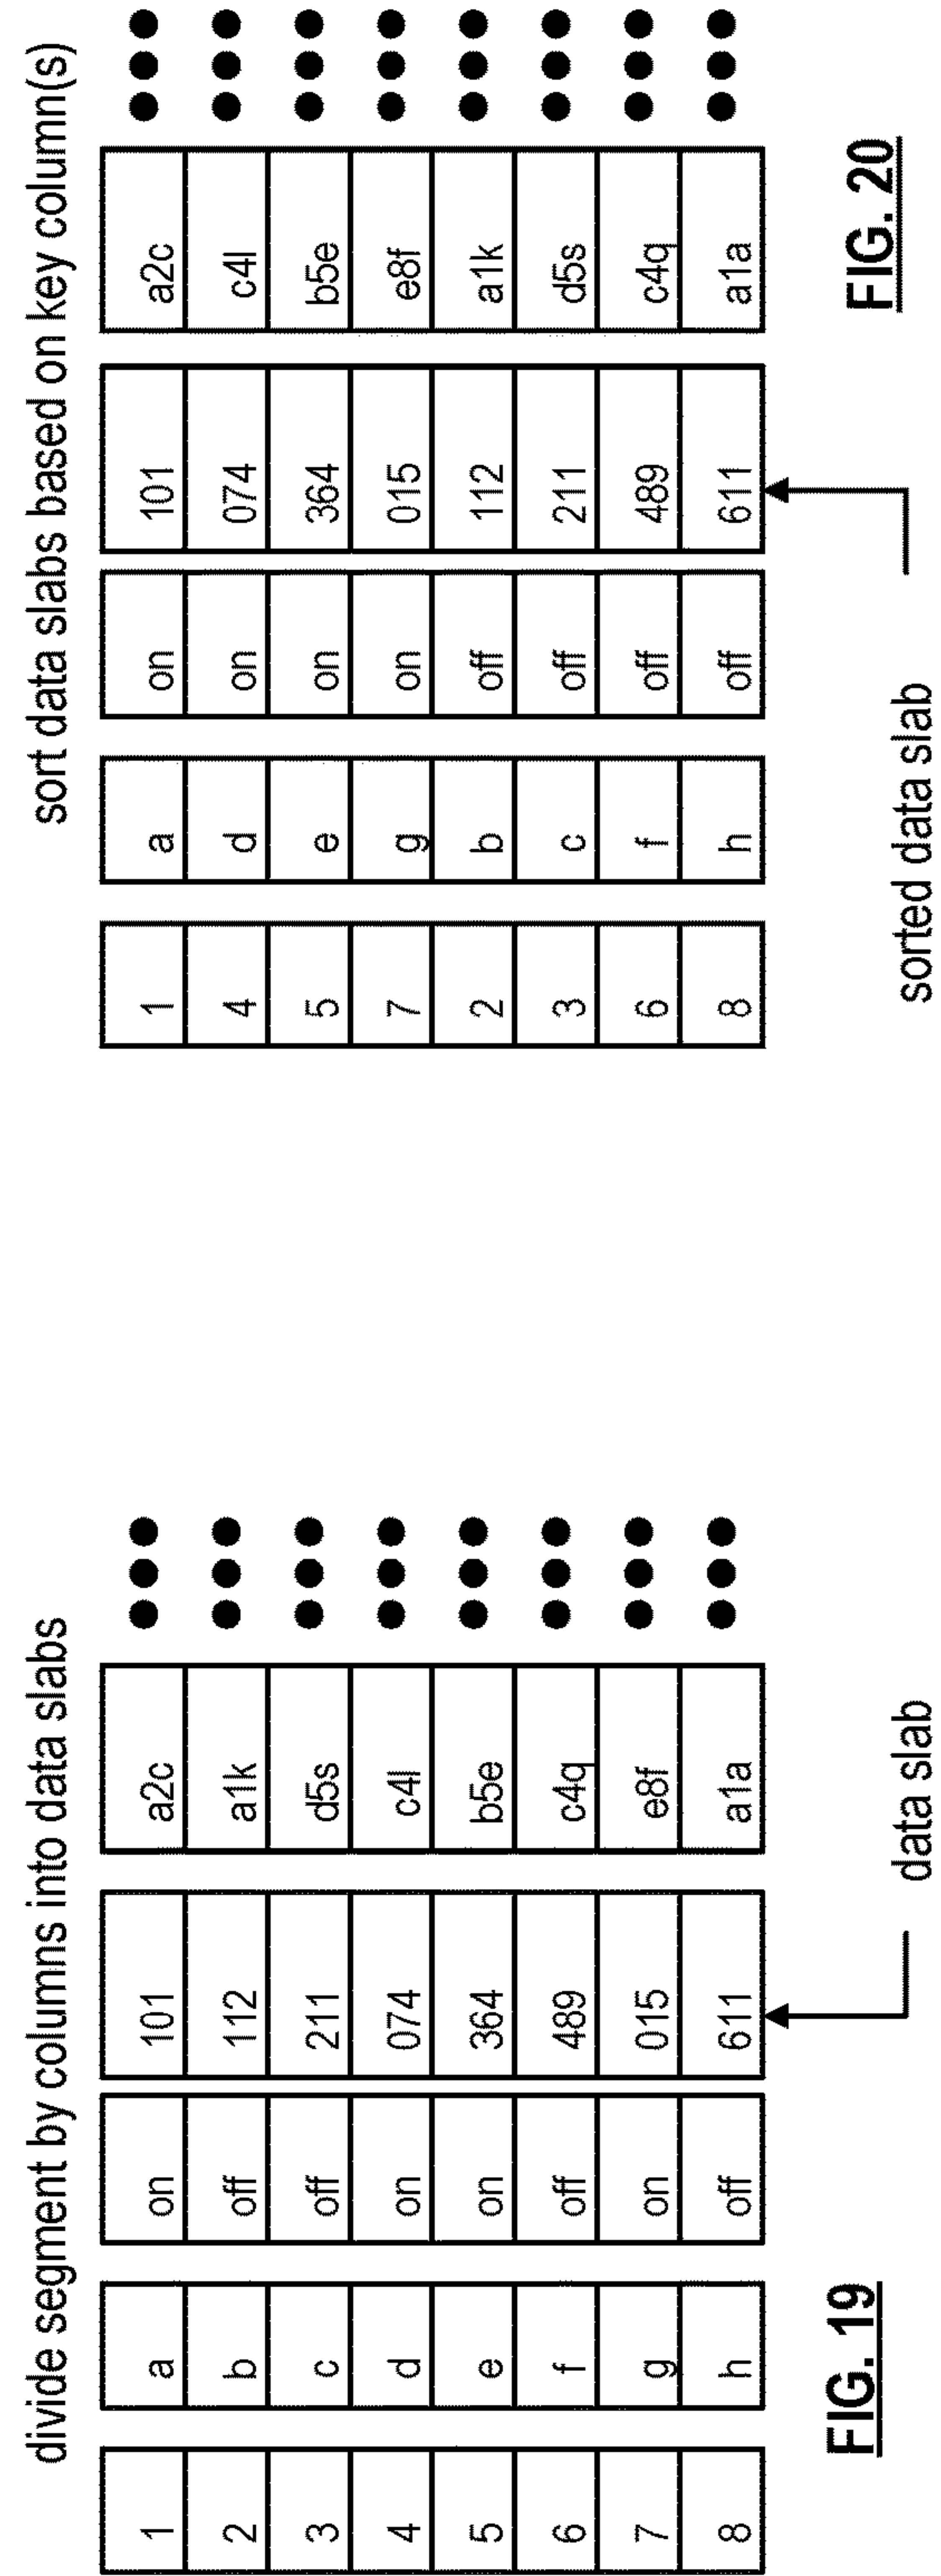 divide segment by columns into data slabs
1 a on 101 a2c
2 b off 112 a1k
3 c off 211 d5s
4 d on 074 c4l
5 e on 364 b5e
6 f off 489 c4q
7 g on 015 e8f
8 h off 611 a1a
data slab
FIG. 19
sort data slabs based on key column(s)
1 a on 101 a2c
4 d on 074 c4l
5 e on 364 b5e
7 g on 015 e8f
2 b off 112 a1k
3 c off 211 d5s
6 f off 489 c4q
8 h off 611 a1a
sorted data slab
FIG. 20